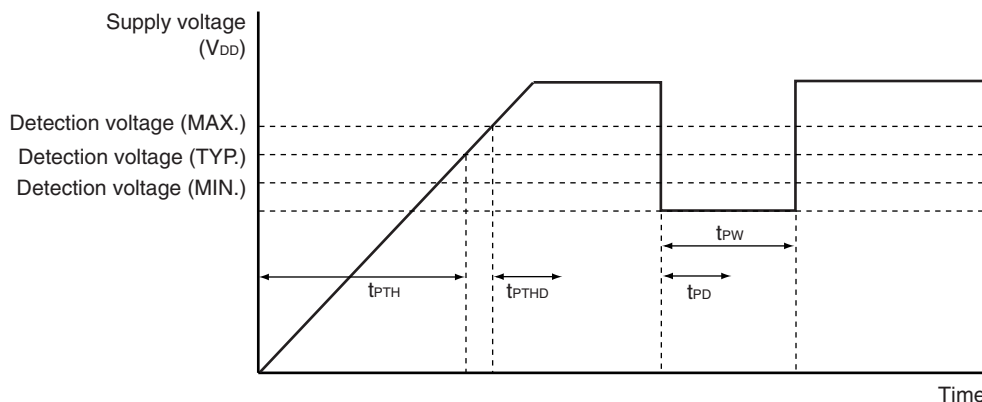 Supply voltage
(VDD)
Detection voltage (MAX.)
Detection voltage (TYP.)
Detection voltage (MIN.)
tPW
tPTH
tPTHD
tPD
Time